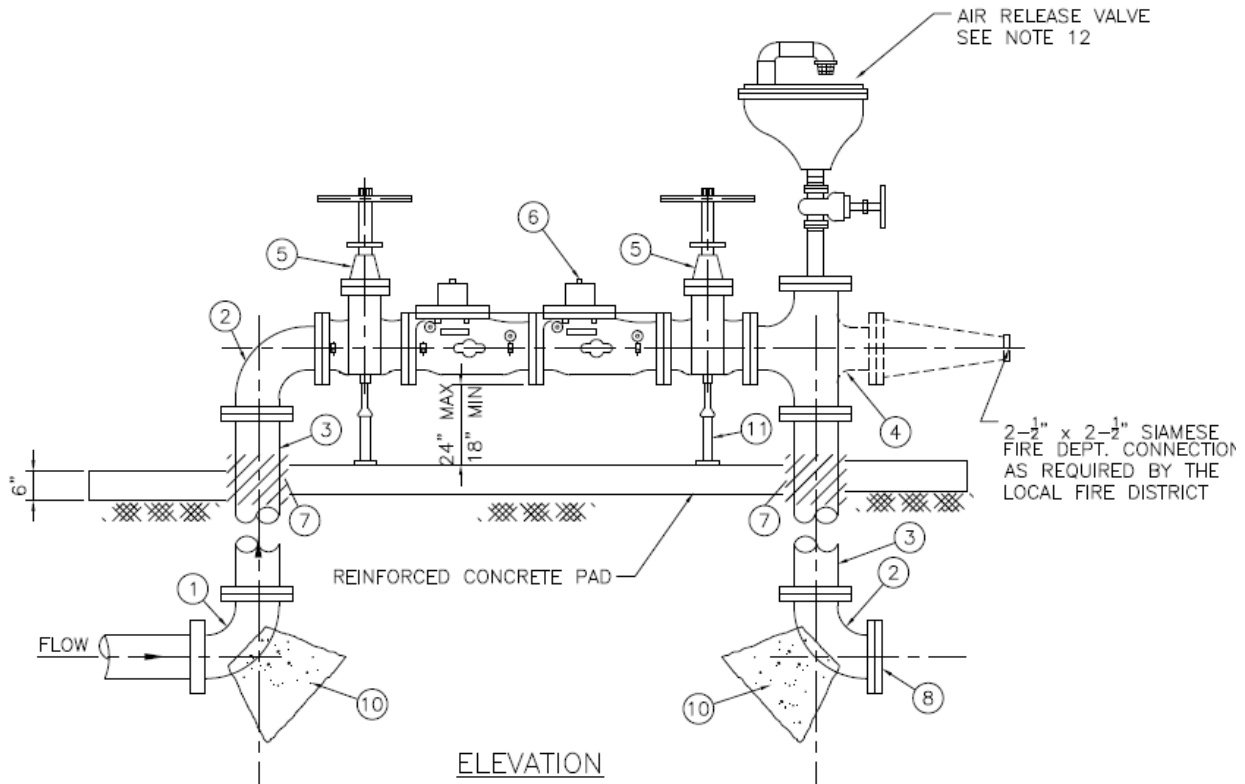 AIR RELEASE VALVE
SEE NOTE 12
6
5
5
2
24" MAX
18" MIN
3
11
4
2-½" x 2-½" SIAMESE
FIRE DEPT. CONNECTION
AS REQUIRED BY THE
LOCAL FIRE DISTRICT
6"
7
7
REINFORCED CONCRETE PAD
3
1
2
FLOW
10
10
8
ELEVATION